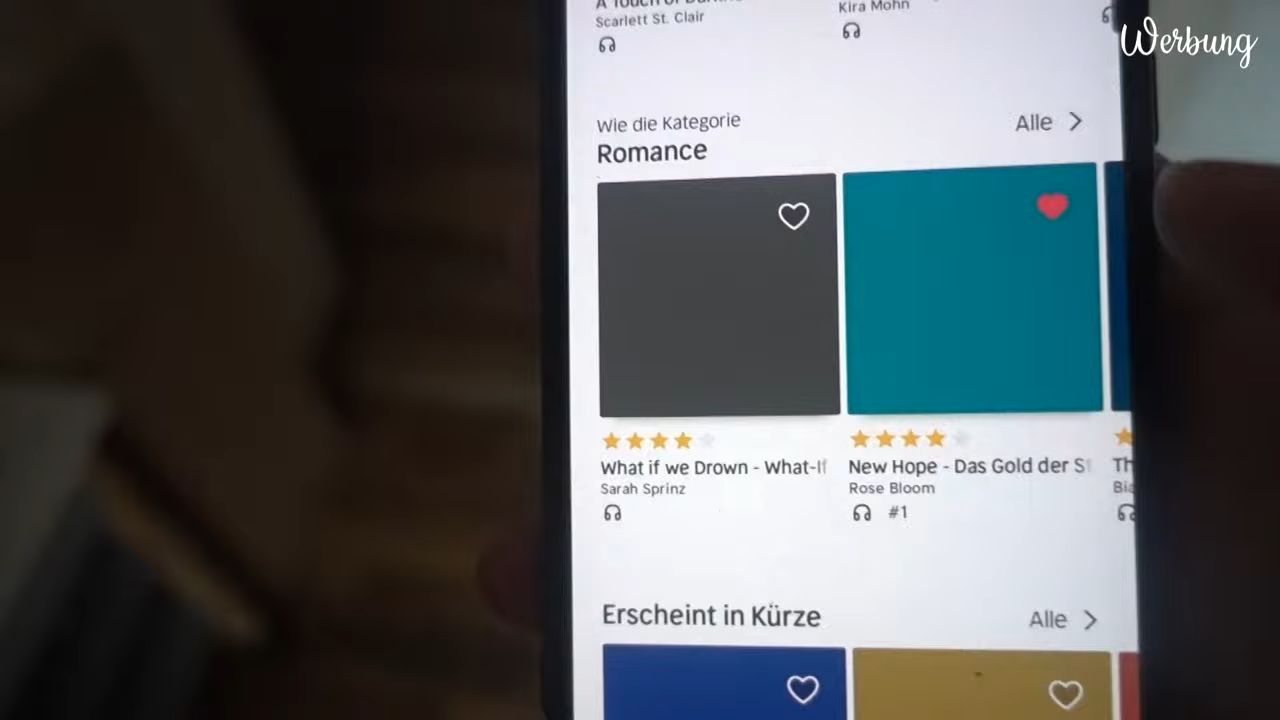 Werbung
Scarlett St. Clair
Kira Mohn
Wie die Kategorie
Romance
Alle
What if we Drown - What-If
Sarah Sprinz
New Hope - Das Gold der
Rose Bloom
#1
Erscheint in Kürze
Alle